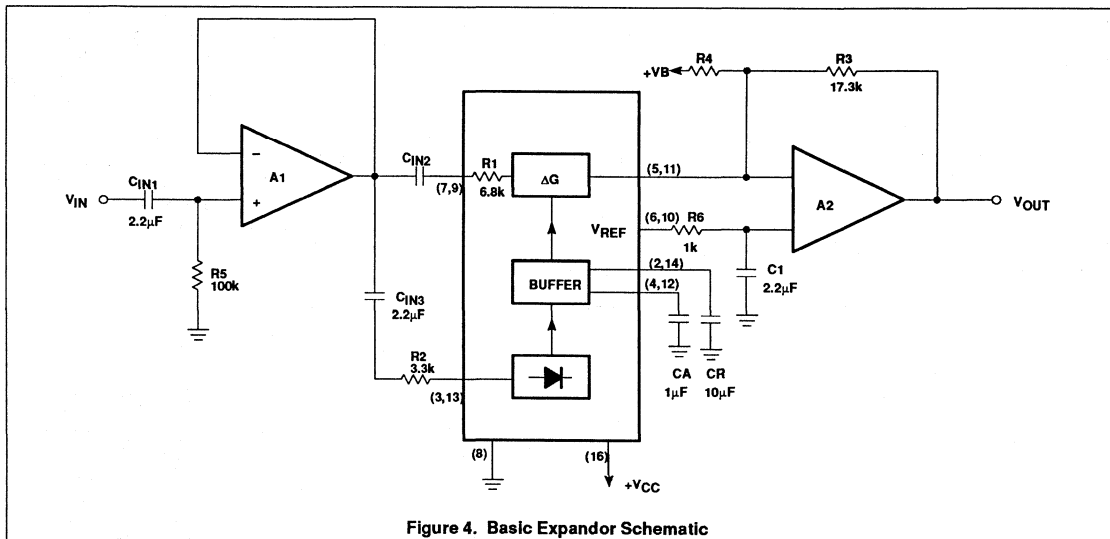 +VB
R4
R3
17.3k
A1
−
+
CIN1
VIN
2.2µF
R5
100k
CIN2
(7,9)
R1
6.8k
ΔG
(5,11)
A2
VOUT
VREF
(6,10)
R6
1k
C1
2.2µF
BUFFER
(2,14)
(4,12)
CIN3
2.2µF
R2
3.3k
(3,13)
CA
1µF
CR
10µF
(8)
(16)
+VCC
Figure 4. Basic Expandor Schematic